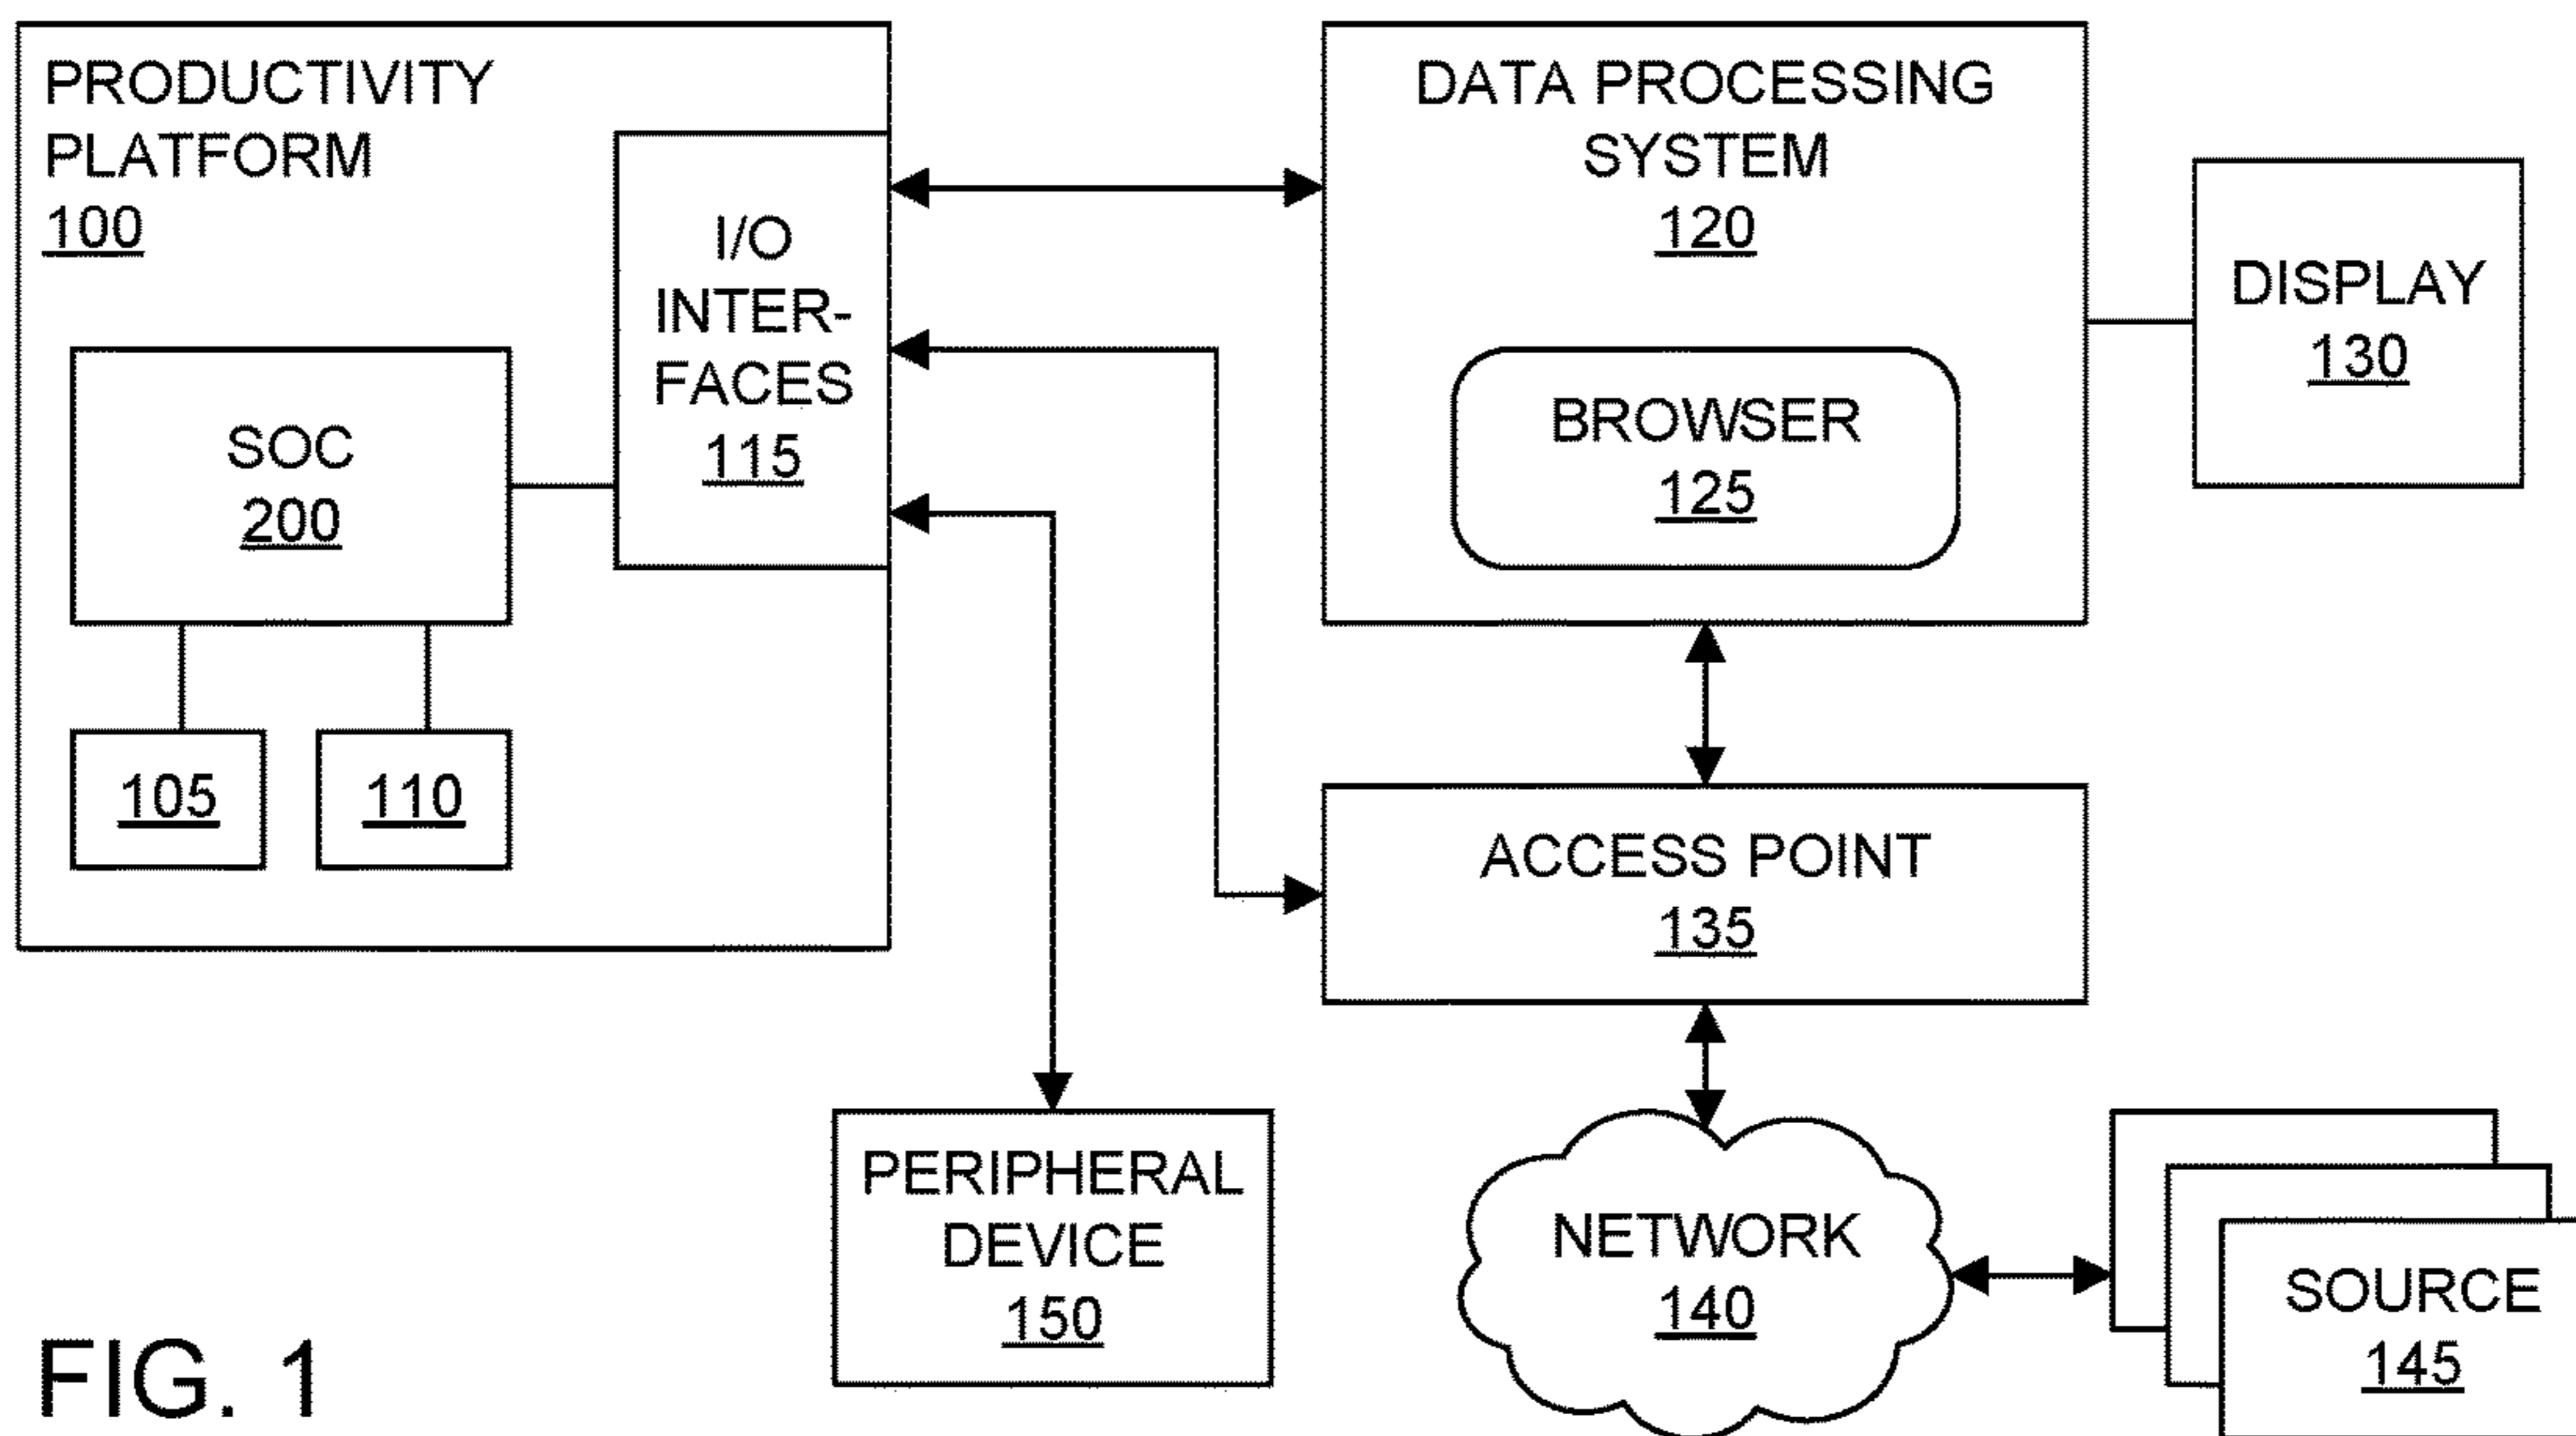 PRODUCTIVITY
PLATFORM
100
I/O
INTER-
FACES
115
SOC
200
105
110
DATA PROCESSING
SYSTEM
120
BROWSER
125
DISPLAY
130
ACCESS POINT
135
PERIPHERAL
DEVICE
150
NETWORK
140
SOURCE
145
FIG. 1